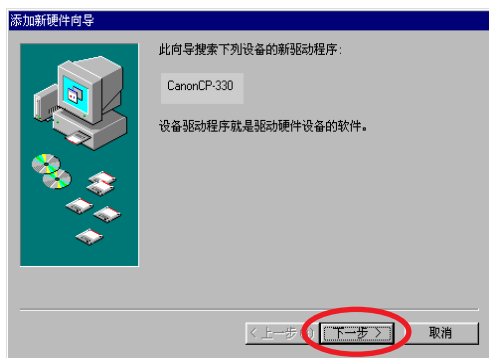 添加新硬件向导
此向导搜索下列设备的新驱动程序:
CanonCP-330
设备驱动程序就是驱动硬件设备的软件。
< 上一步
下一步 >
取消